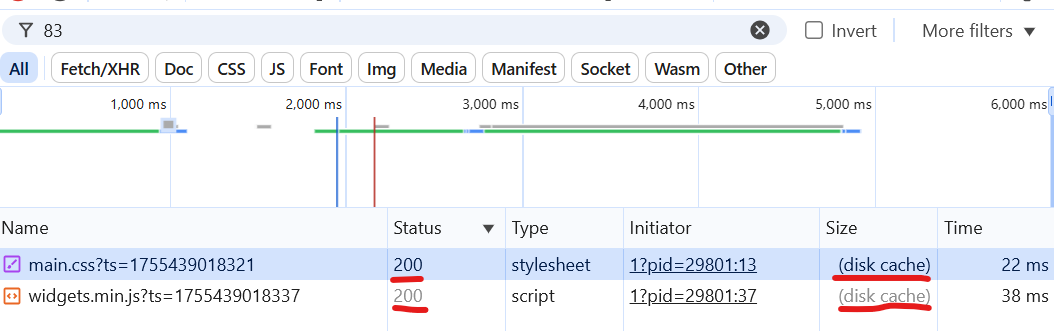 83 Invert More filters
All Fetch/XHR Doc CSS JS Font Img Media Manifest Socket Wasm Other
1,000 ms 2,000 ms 3,000 ms 4,000 ms 5,000 ms 6,000 ms
Name Status Type Initiator Size Time
main.css?ts=1755439018321 200 stylesheet 1?pid=29801:13 (disk cache) 22 ms
widgets.min.js?ts=1755439018337 200 script 1?pid=29801:37 (disk cache) 38 ms